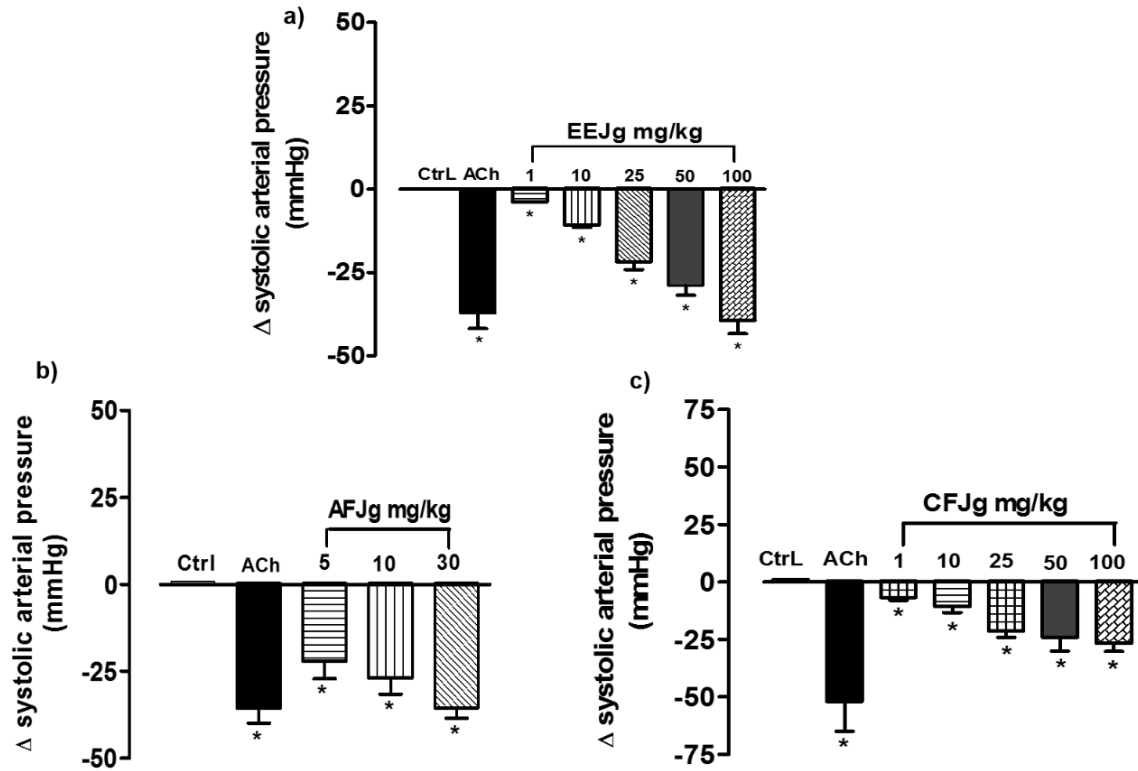 a)
Δ systolic arterial pressure
(mmHg)
50
25
0
-25
-50
EEJg mg/kg
CtrL ACh 1 10 25 50 100
* * * * * *
b)
Δ systolic arterial pressure
(mmHg)
50
25
0
-25
-50
AFJg mg/kg
Ctrl ACh 5 10 30
* * * *
c)
Δ systolic arterial pressure
(mmHg)
75
50
25
0
-25
-50
-75
CFJg mg/kg
CtrL ACh 1 10 25 50 100
* * * * * *